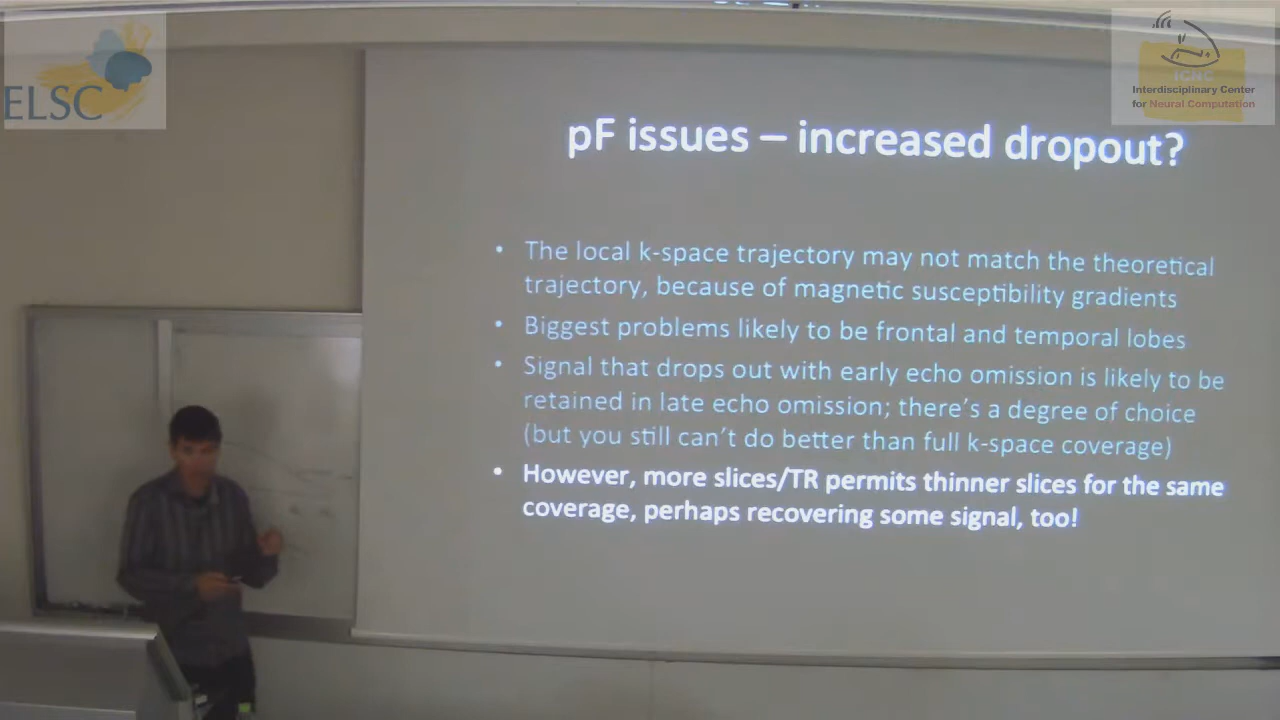 ELSC
ICNC
Interdisciplinary Center
for Neural Computation
pF issues – increased dropout?
• The local k-space trajectory may not match the theoretical
trajectory, because of magnetic susceptibility gradients
• Biggest problems likely to be frontal and temporal lobes
• Signal that drops out with early echo omission is likely to be
retained in late echo omission; there's a degree of choice
(but you still can't do better than full k-space coverage)
• However, more slices/TR permits thinner slices for the same
coverage, perhaps recovering some signal, too!